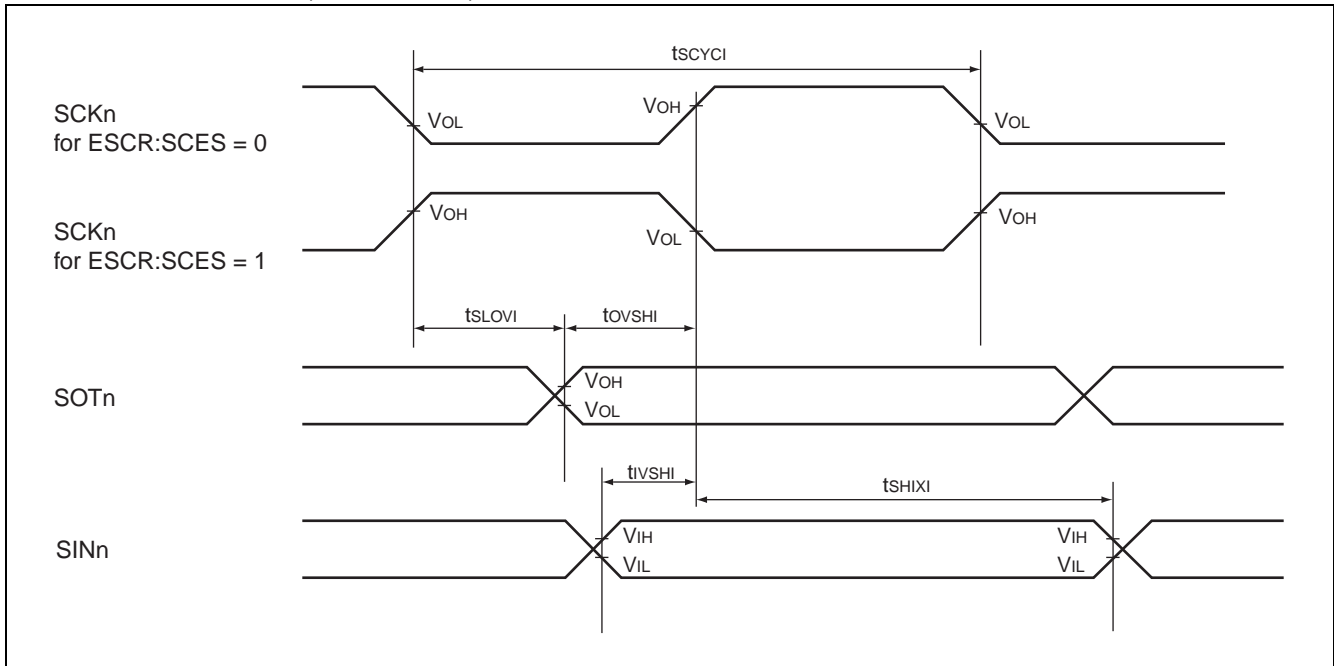 tSCYCI
SCKn
for ESCR:SCES = 0
VOL
VOH
VOL
SCKn
for ESCR:SCES = 1
VOH
VOL
VOH
tSLOVI
tOVSHI
SOTn
VOH
VOL
tIVSHI
tSHIXI
SINn
VIH
VIL
VIH
VIL